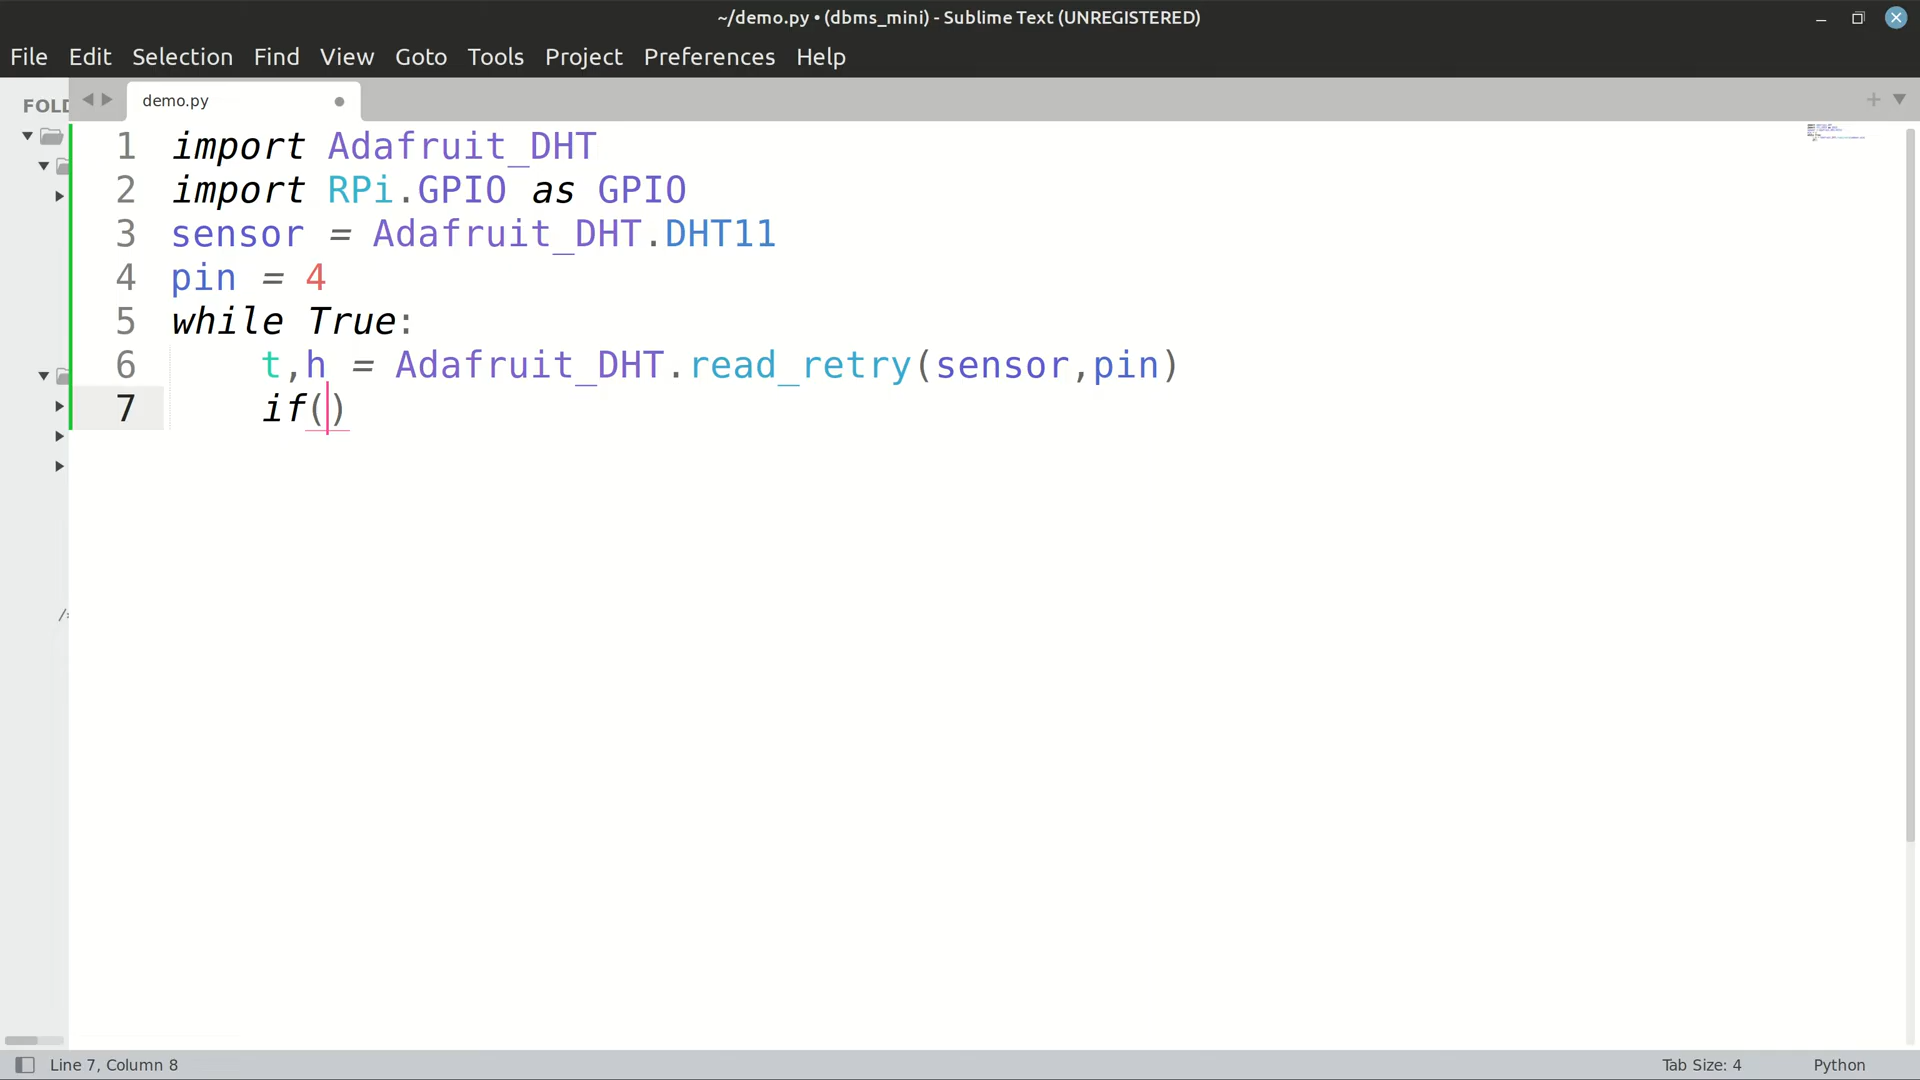 ~/demo.py • (dbms_mini) - Sublime Text (UNREGISTERED)
File Edit Selection Find View Goto Tools Project Preferences Help
FOLD
demo.py
1 import Adafruit_DHT
2 import RPi.GPIO as GPIO
3 sensor = Adafruit_DHT.DHT11
4 pin = 4
5 while True:
6 t,h = Adafruit_DHT.read_retry(sensor,pin)
7 if()
Line 7, Column 8
Tab Size: 4
Python